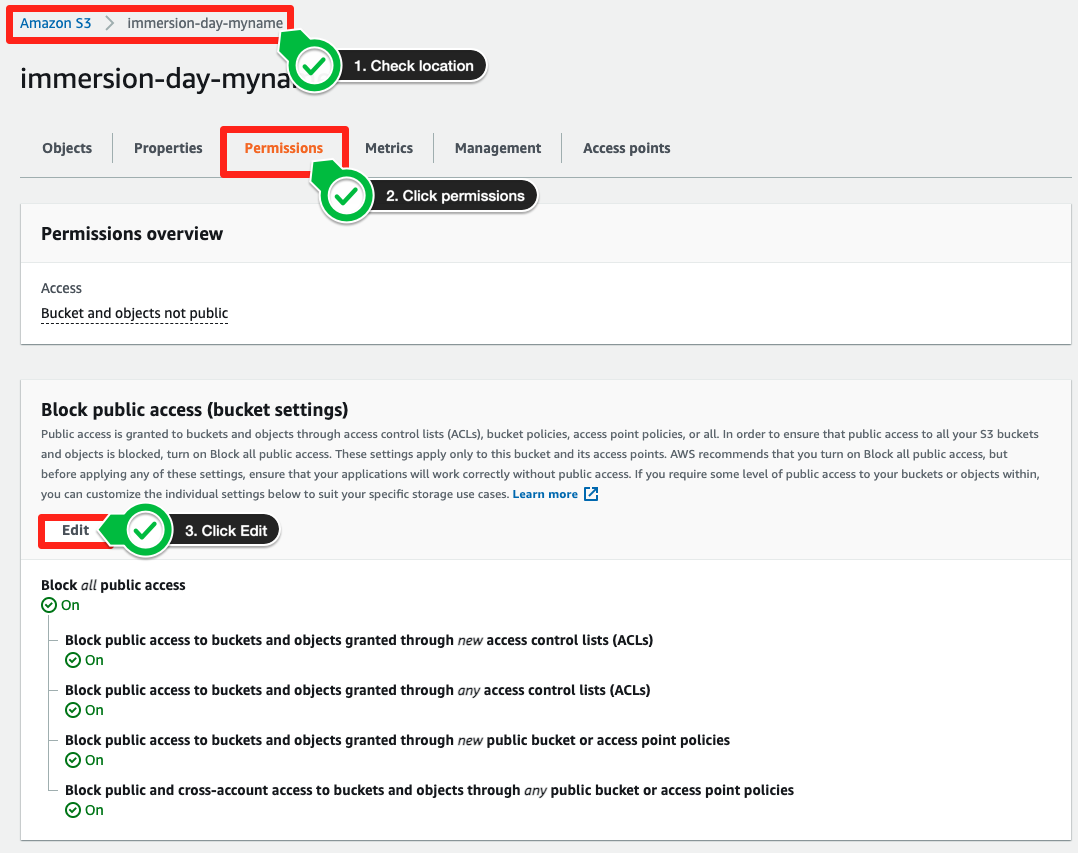 Amazon S3 > immersion-day-myname
1. Check location
immersion-day-myna
Objects
Properties
Permissions
Metrics
Management
Access points
2. Click permissions
Permissions overview
Access
Bucket and objects not public
Block public access (bucket settings)
Public access is granted to buckets and objects through access control lists (ACLs), bucket policies, access point policies, or all. In order to ensure that public access to all your S3 buckets
and objects is blocked, turn on Block all public access. These settings apply only to this bucket and its access points. AWS recommends that you turn on Block all public access, but
before applying any of these settings, ensure that your applications will work correctly without public access. If you require some level of public access to your buckets or objects within,
you can customize the individual settings below to suit your specific storage use cases. Learn more
Edit
3. Click Edit
Block all public access
On
Block public access to buckets and objects granted through new access control lists (ACLs)
On
Block public access to buckets and objects granted through any access control lists (ACLs)
On
Block public access to buckets and objects granted through new public bucket or access point policies
On
Block public and cross-account access to buckets and objects through any public bucket or access point policies
On